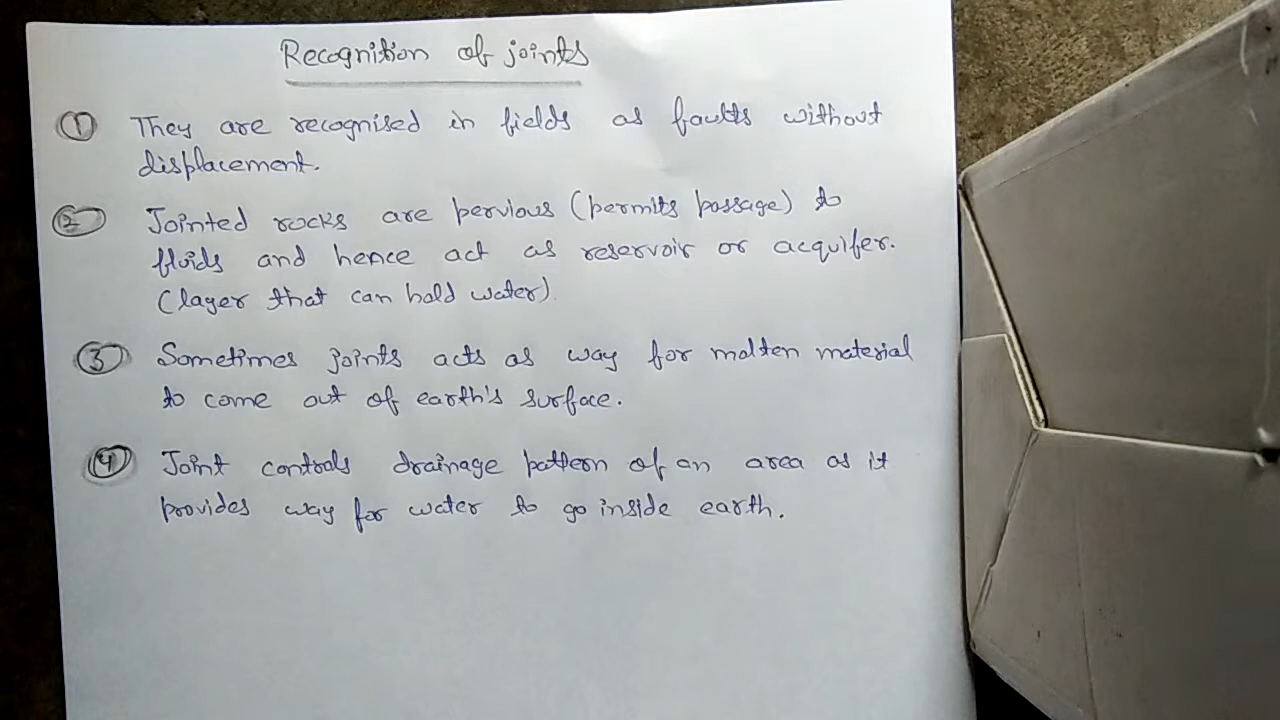 Recognition of joints
① They are recognised in fields as faults without
displacement.
② Jointed rocks are pervious (permits passage) to
fluids and hence act as reservoir or acquifer.
(layer that can hold water)
③ Sometimes joints acts as way for molten material
to come out of earth's surface.
④ Joint controls drainage pattern of an area as it
provides way for water to go inside earth.